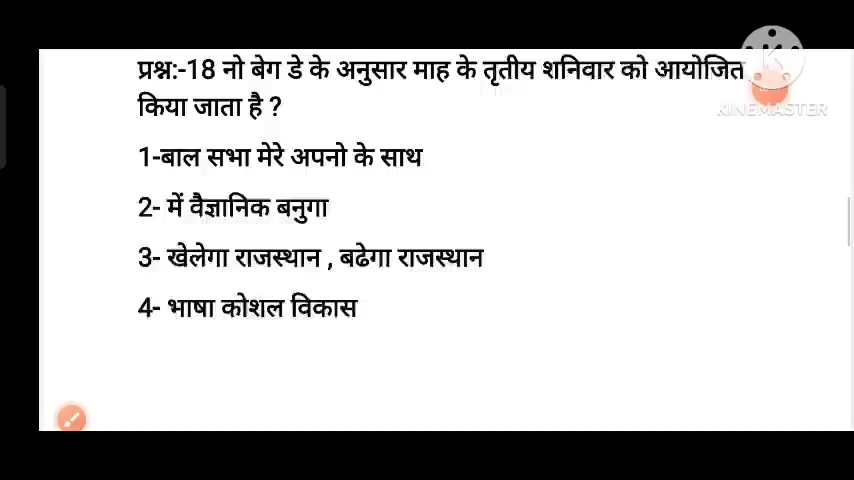 प्रश्न:-18 नो बेग डे के अनुसार माह के तृतीय शनिवार को आयोजित
किया जाता है ?
1-बाल सभा मेरे अपनो के साथ
2- में वैज्ञानिक बनुगा
3- खेलेगा राजस्थान , बढेगा राजस्थान
4- भाषा कोशल विकास
KINEMASTER